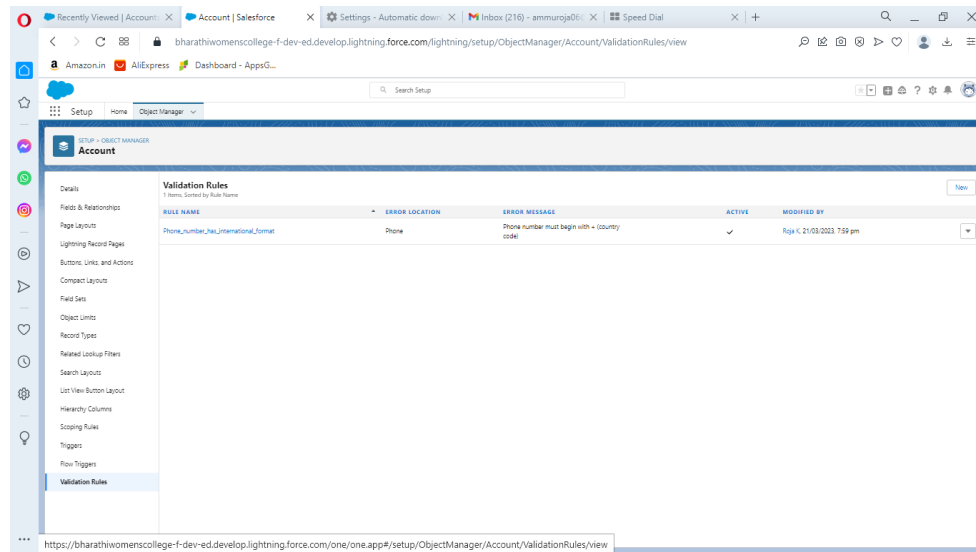 Recently Viewed | Account
Account | Salesforce
Settings - Automatic down
Inbox (216) - ammuroja06
Speed Dial
bharathiwomenscollege-f-dev-ed.develop.lightning.force.com/lightning/setup/ObjectManager/Account/ValidationRules/view
Amazon.in
AliExpress
Dashboard - AppsG...
Search Setup
Setup
Home
Object Manager
SETUP > OBJECT MANAGER
Account
Details
Fields & Relationships
Page Layouts
Lightning Record Pages
Buttons, Links, and Actions
Compact Layouts
Field Sets
Object Limits
Record Types
Related Lookup Filters
Search Layouts
List View Button Layout
Hierarchy Columns
Scoping Rules
Triggers
Flow Triggers
Validation Rules
Validation Rules
1 Items, Sorted by Rule Name
New
RULE NAME ERROR LOCATION ERROR MESSAGE ACTIVE MODIFIED BY
Phone_number_has_international_format Phone Phone number must begin with + (country
code) Roja K, 21/03/2023, 7:59 pm
https://bharathiwomenscollege-f-dev-ed.develop.lightning.force.com/one/one.app#/setup/ObjectManager/Account/ValidationRules/view